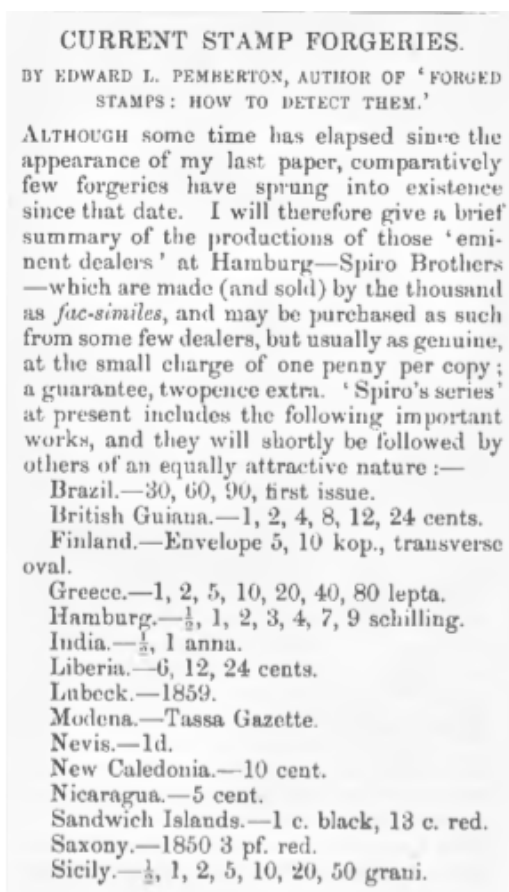 CURRENT STAMP FORGERIES.
BY EDWARD L. PEMBERTON, AUTHOR OF ‘FORGED
STAMPS: HOW TO DETECT THEM.’
ALTHOUGH some time has elapsed since the
appearance of my last paper, comparatively
few forgeries have sprung into existence
since that date. I will therefore give a brief
summary of the productions of those ‘emi-
nent dealers’ at Hamburg—Spiro Brothers
—which are made (and sold) by the thousand
as fac-similes, and may be purchased as such
from some few dealers, but usually as genuine,
at the small charge of one penny per copy;
a guarantee, twopence extra. ‘Spiro's series’
at present includes the following important
works, and they will shortly be followed by
others of an equally attractive nature:—
Brazil.—30, 60, 90, first issue.
British Guiana.—1, 2, 4, 8, 12, 24 cents.
Finland.—Envelope 5, 10 kop., transverse
oval.
Greece.—1, 2, 5, 10, 20, 40, 80 lepta.
Hamburg.—½, 1, 2, 3, 4, 7, 9 schilling.
India.—½, 1 anna.
Liberia.—6, 12, 24 cents.
Lubeck.—1859.
Modena.—Tassa Gazette.
Nevis.—1d.
New Caledonia.—10 cent.
Nicaragua.—5 cent.
Sandwich Islands.—1 c. black, 13 c. red.
Saxony.—1850 3 pf. red.
Sicily.—½, 1, 2, 5, 10, 20, 50 grani.